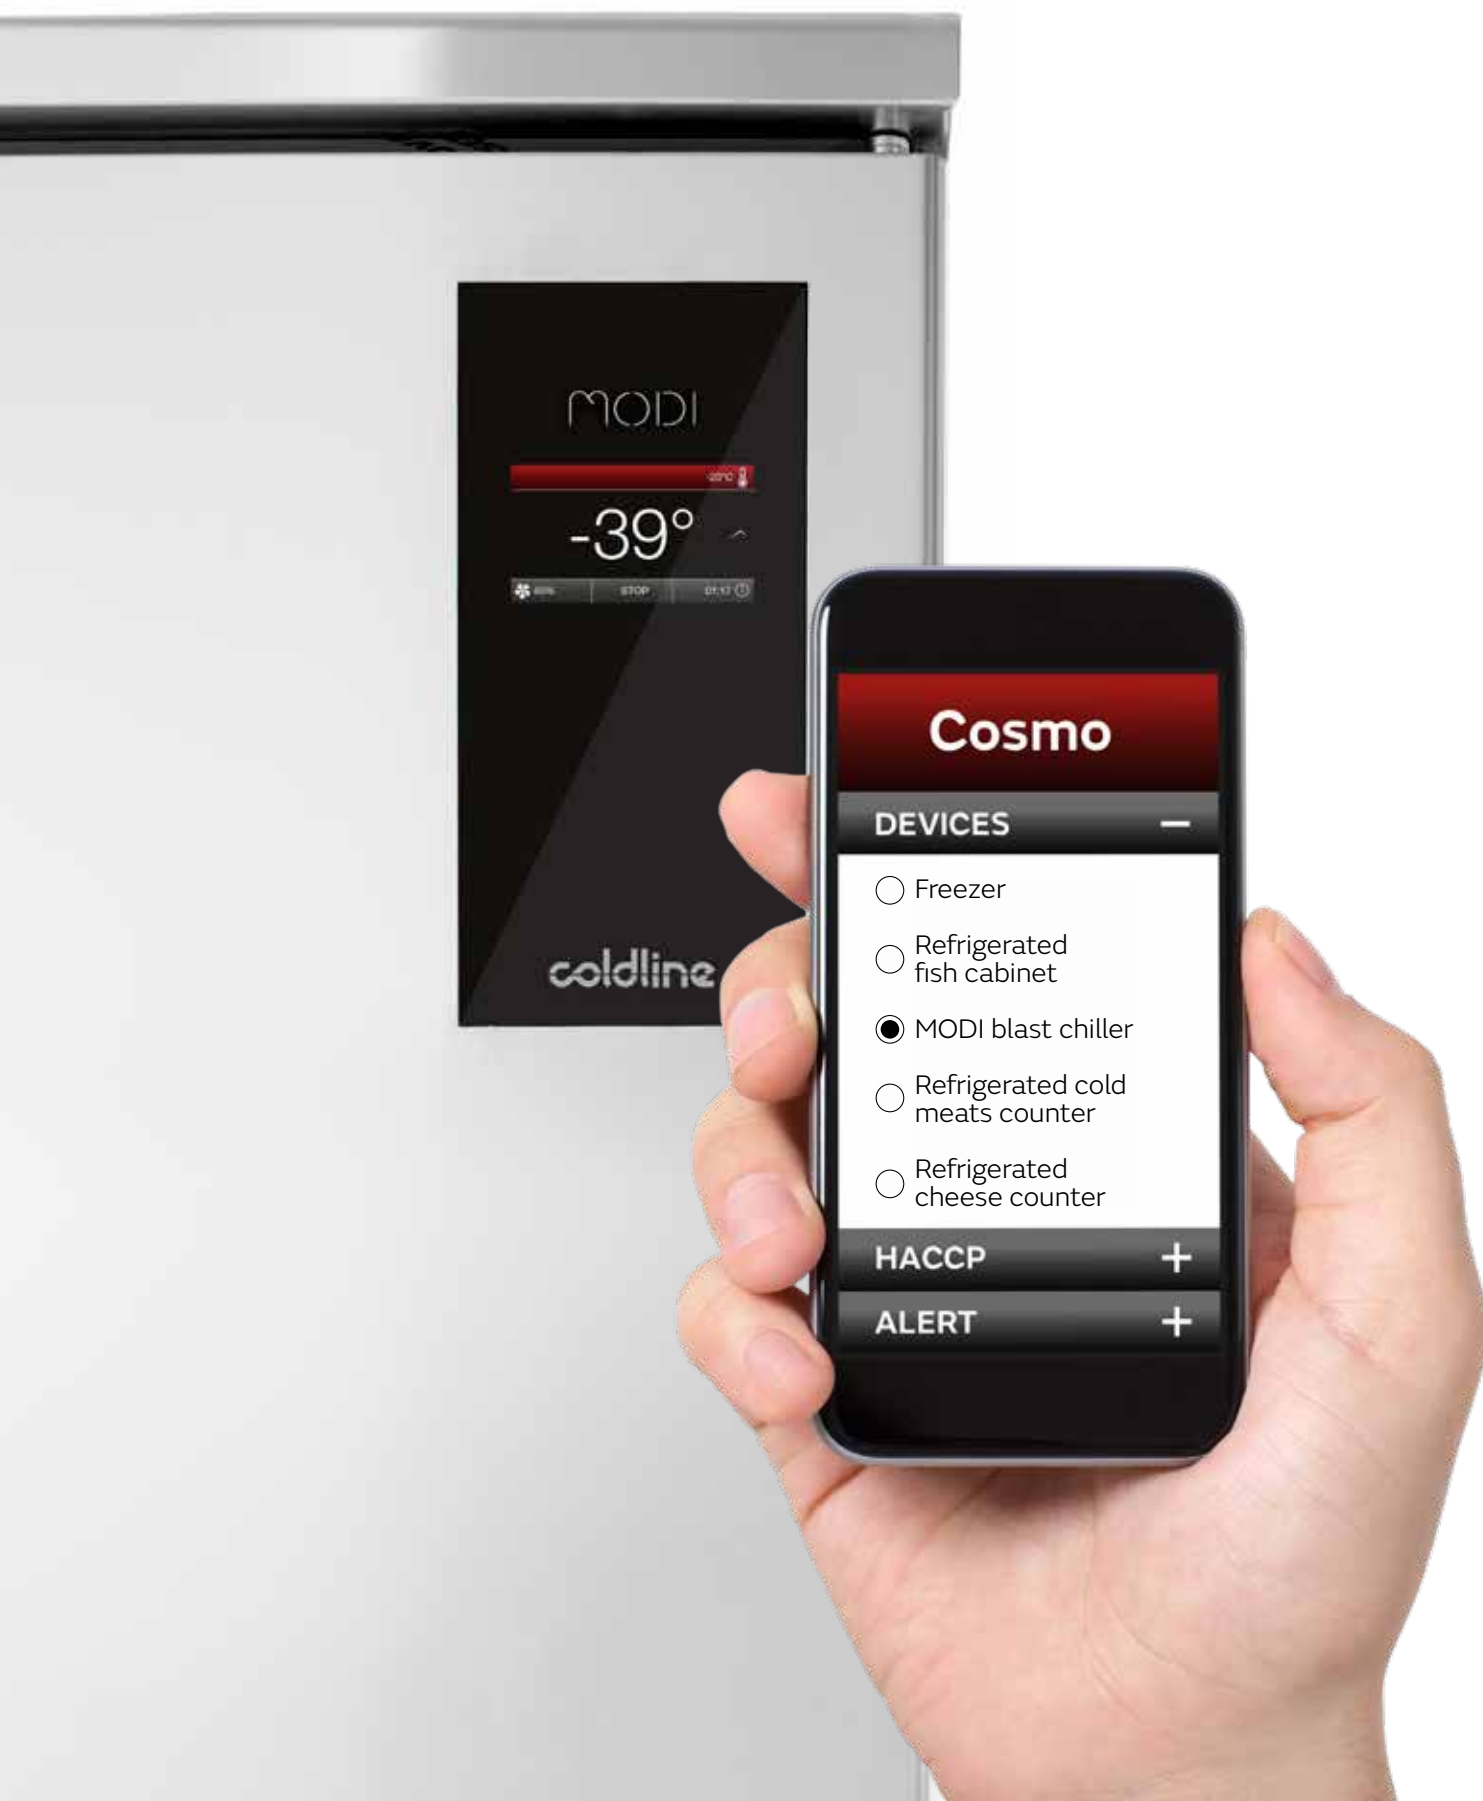 MODI
-20°C
-39°
STOP
coldline
Cosmo
DEVICES −
Freezer
Refrigerated
fish cabinet
MODI blast chiller
Refrigerated cold
meats counter
Refrigerated
cheese counter
HACCP +
ALERT +